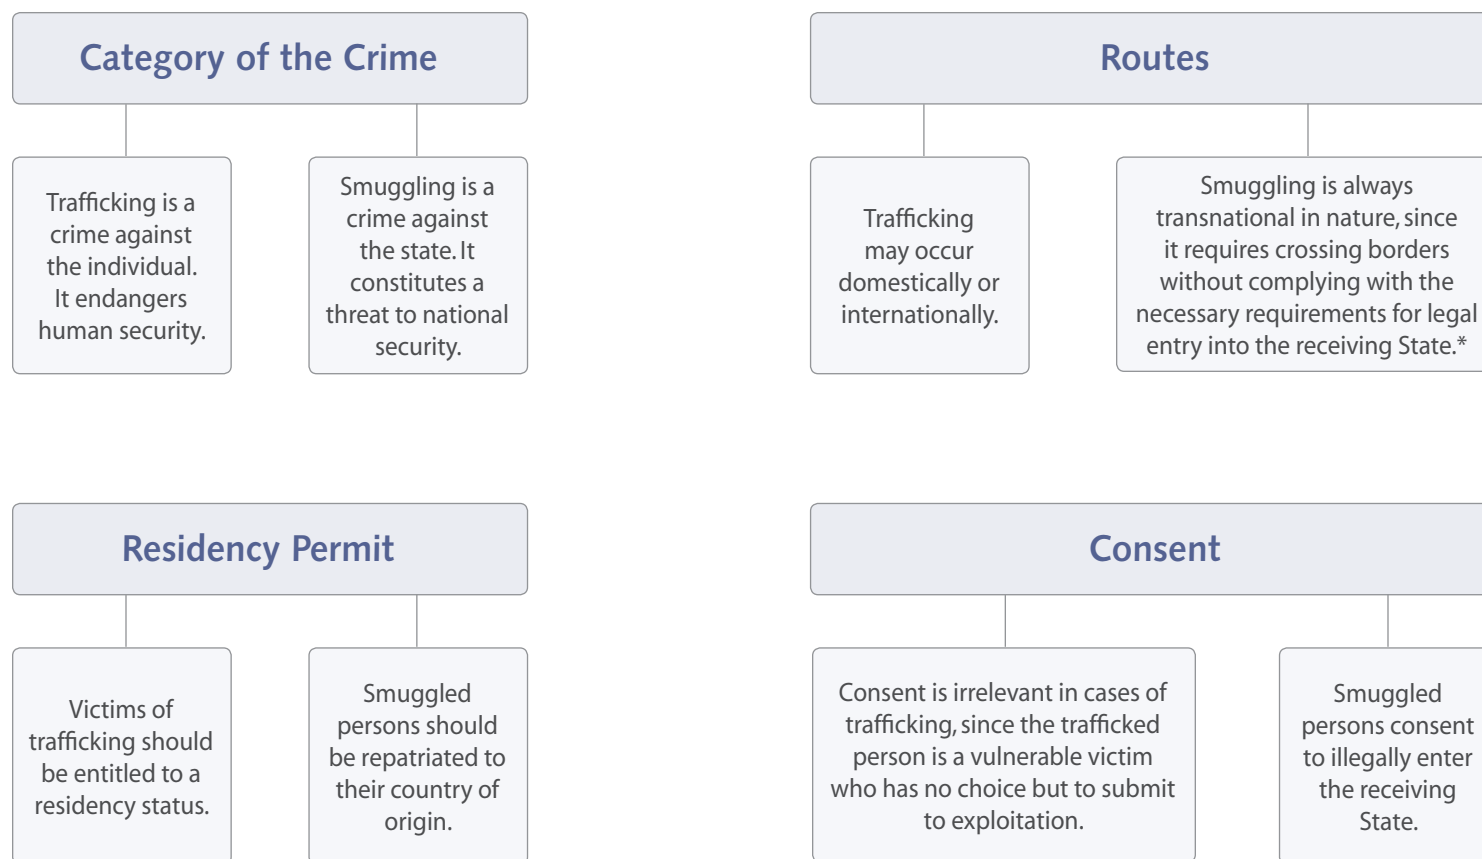 Category of the Crime
Trafficking is a
crime against
the individual.
It endangers
human security.
Smuggling is a
crime against
the state. It
constitutes a
threat to national
security.
Routes
Trafficking
may occur
domestically or
internationally.
Smuggling is always
transnational in nature, since
it requires crossing borders
without complying with the
necessary requirements for legal
entry into the receiving State.*
Residency Permit
Victims of
trafficking should
be entitled to a
residency status.
Smuggled
persons should
be repatriated to
their country of
origin.
Consent
Consent is irrelevant in cases of
trafficking, since the trafficked
person is a vulnerable victim
who has no choice but to submit
to exploitation.
Smuggled
persons consent
to illegally enter
the receiving
State.